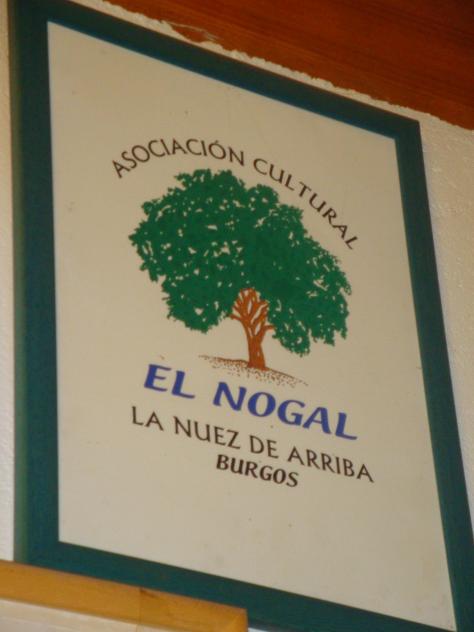 ASOCIACIÓN CULTURAL
EL NOGAL
LA NUEZ DE ARRIBA
BURGOS